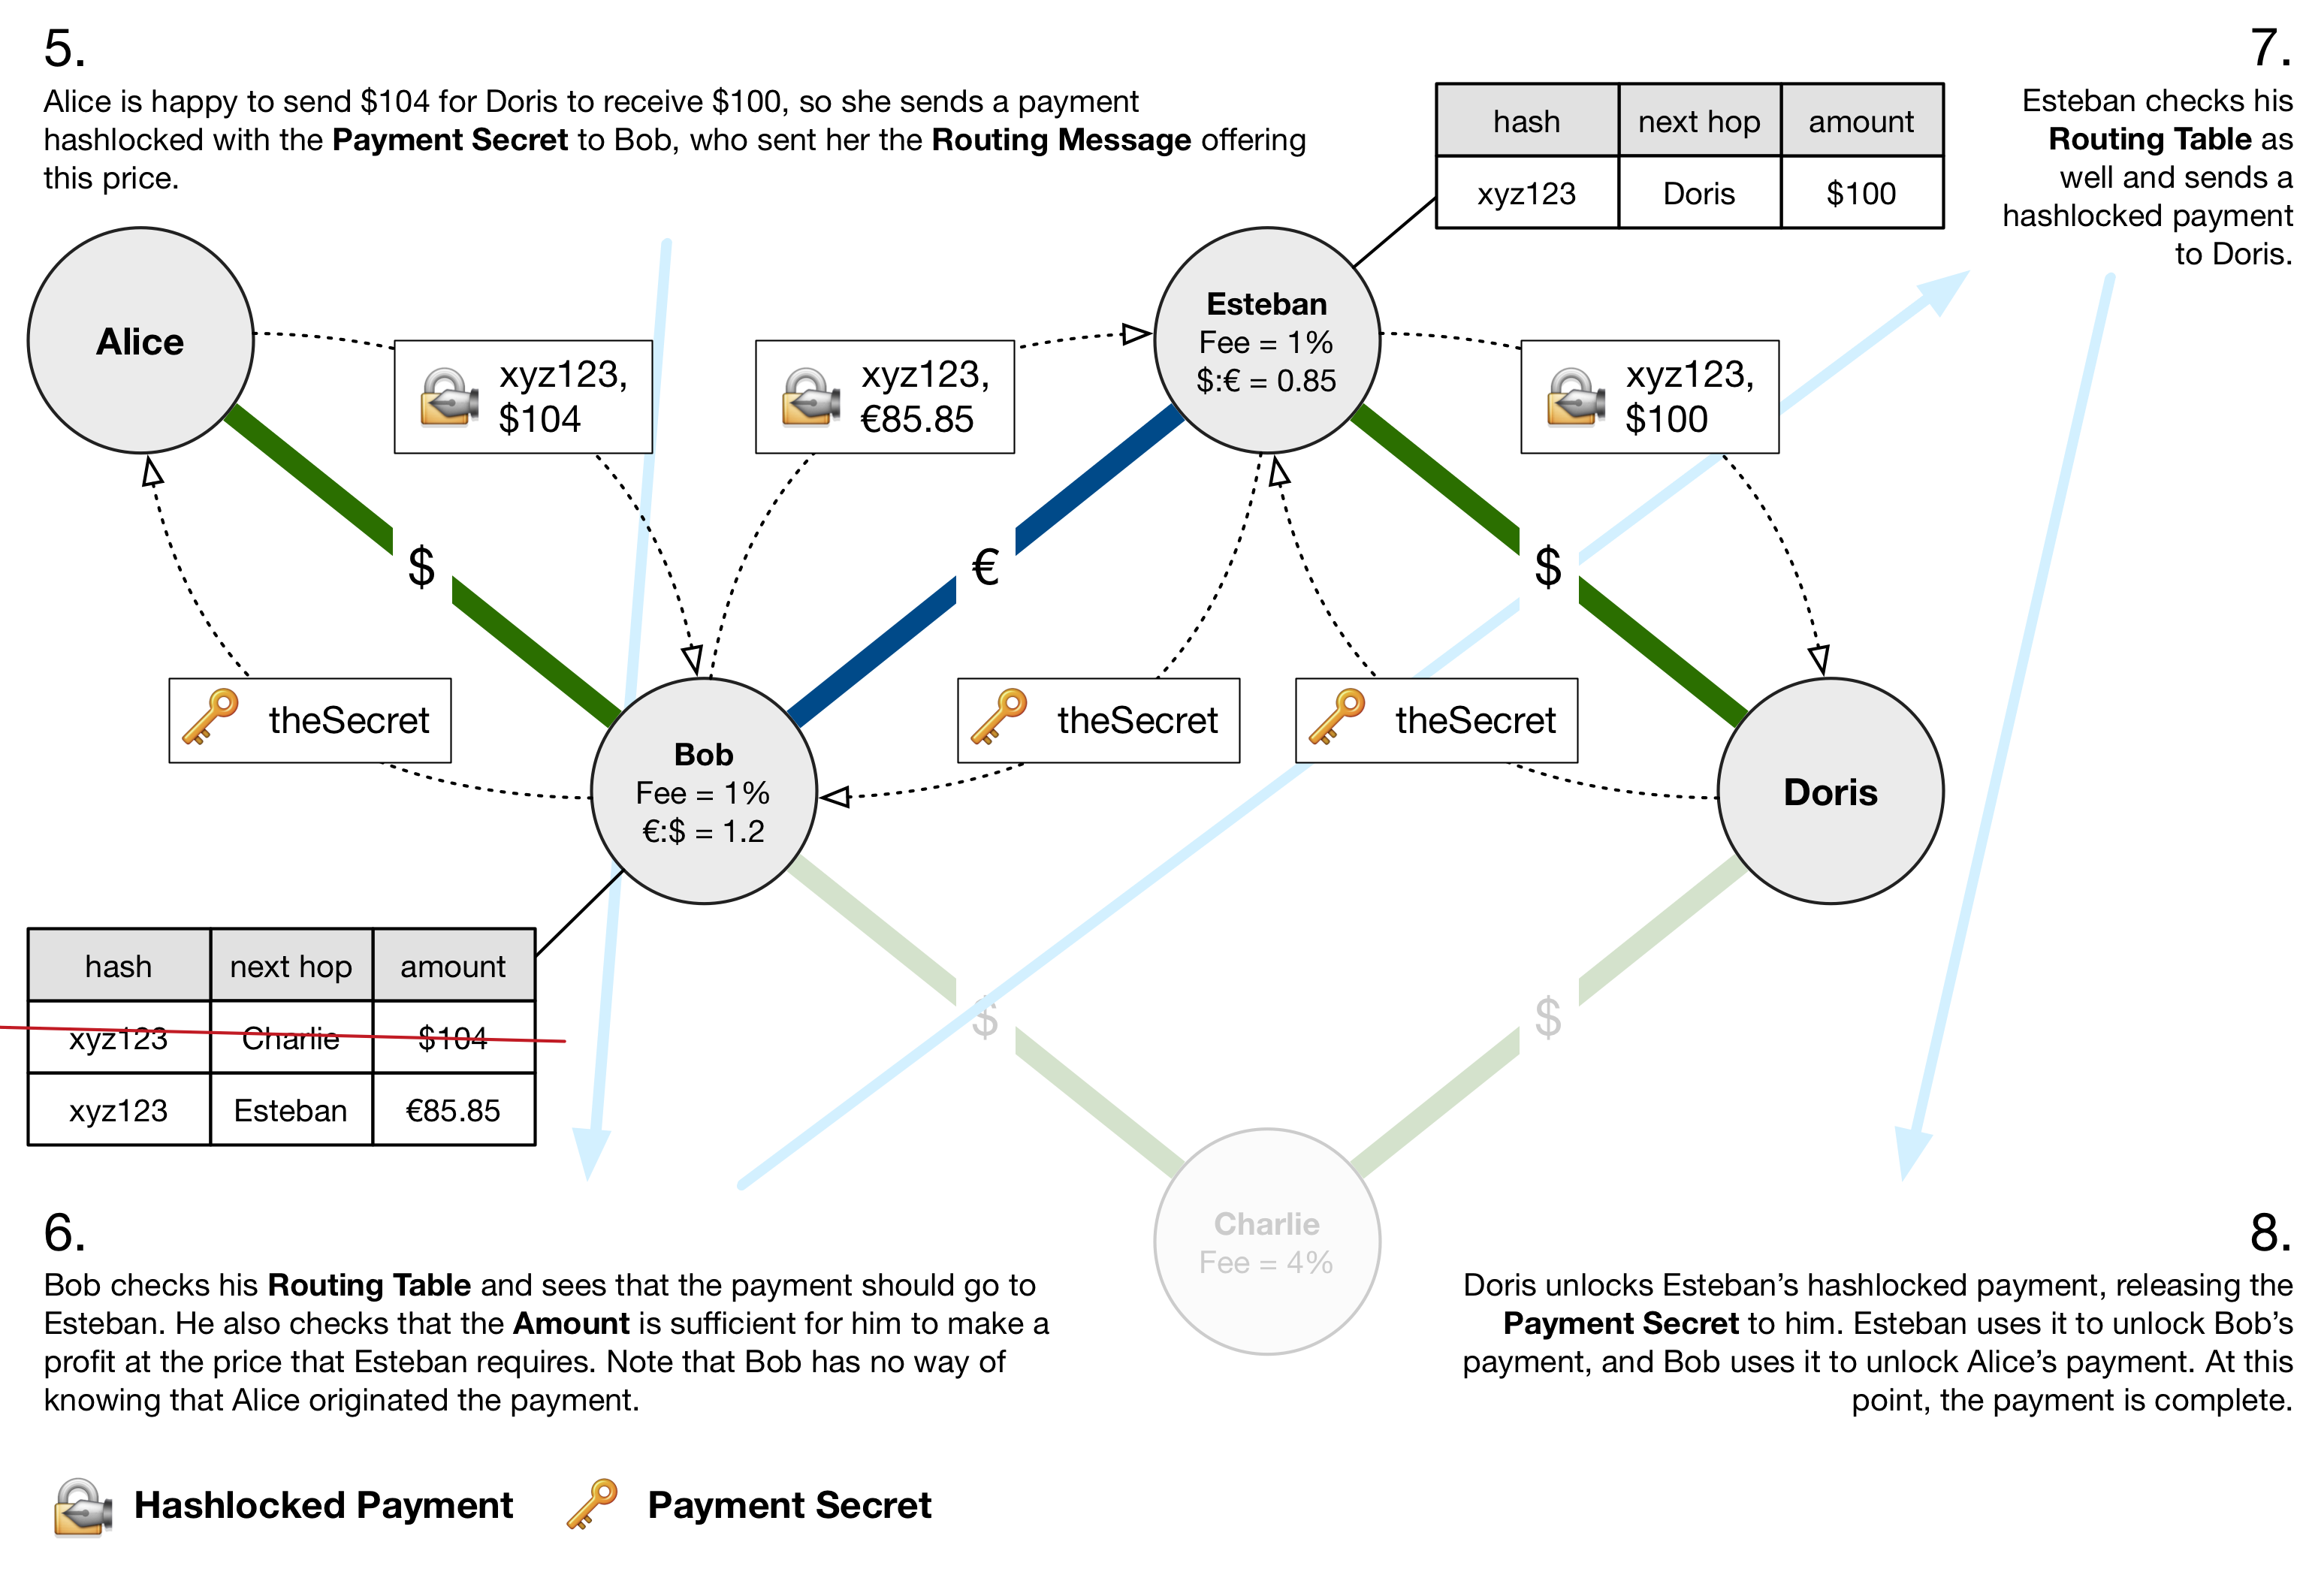 5.
Alice is happy to send $104 for Doris to receive $100, so she sends a payment
hashlocked with the Payment Secret to Bob, who sent her the Routing Message offering
this price.
7.
Esteban checks his
Routing Table as
well and sends a
hashlocked payment
to Doris.
hash next hop amount
xyz123 Doris $100
Alice
xyz123,
$104
xyz123,
€85.85
Esteban
Fee = 1%
$:€ = 0.85
xyz123,
$100
$
€
$
theSecret
theSecret
theSecret
Bob
Fee = 1%
€:$ = 1.2
Doris
hash next hop amount
xyz123 Charlie $104
xyz123 Esteban €85.85
$
$
Charlie
Fee = 4%
6.
Bob checks his Routing Table and sees that the payment should go to
Esteban. He also checks that the Amount is sufficient for him to make a
profit at the price that Esteban requires. Note that Bob has no way of
knowing that Alice originated the payment.
8.
Doris unlocks Esteban’s hashlocked payment, releasing the
Payment Secret to him. Esteban uses it to unlock Bob’s
payment, and Bob uses it to unlock Alice’s payment. At this
point, the payment is complete.
Hashlocked Payment
Payment Secret